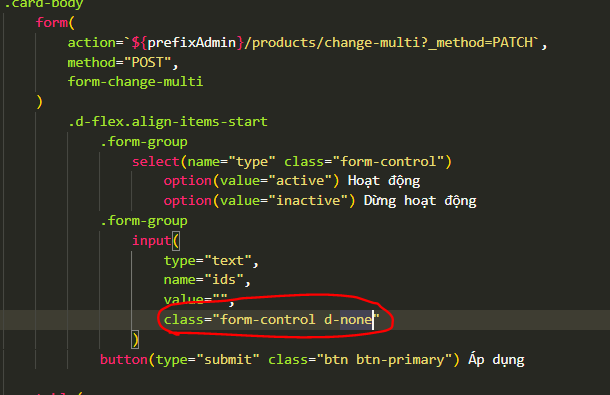 .card-body
form(
action=`${prefixAdmin}/products/change-multi?_method=PATCH`,
method="POST",
form-change-multi
)
.d-flex.align-items-start
.form-group
select(name="type" class="form-control")
option(value="active") Hoạt động
option(value="inactive") Dừng hoạt động
.form-group
input(
type="text",
name="ids",
value="",
class="form-control d-none"
)
button(type="submit" class="btn btn-primary") Áp dụng